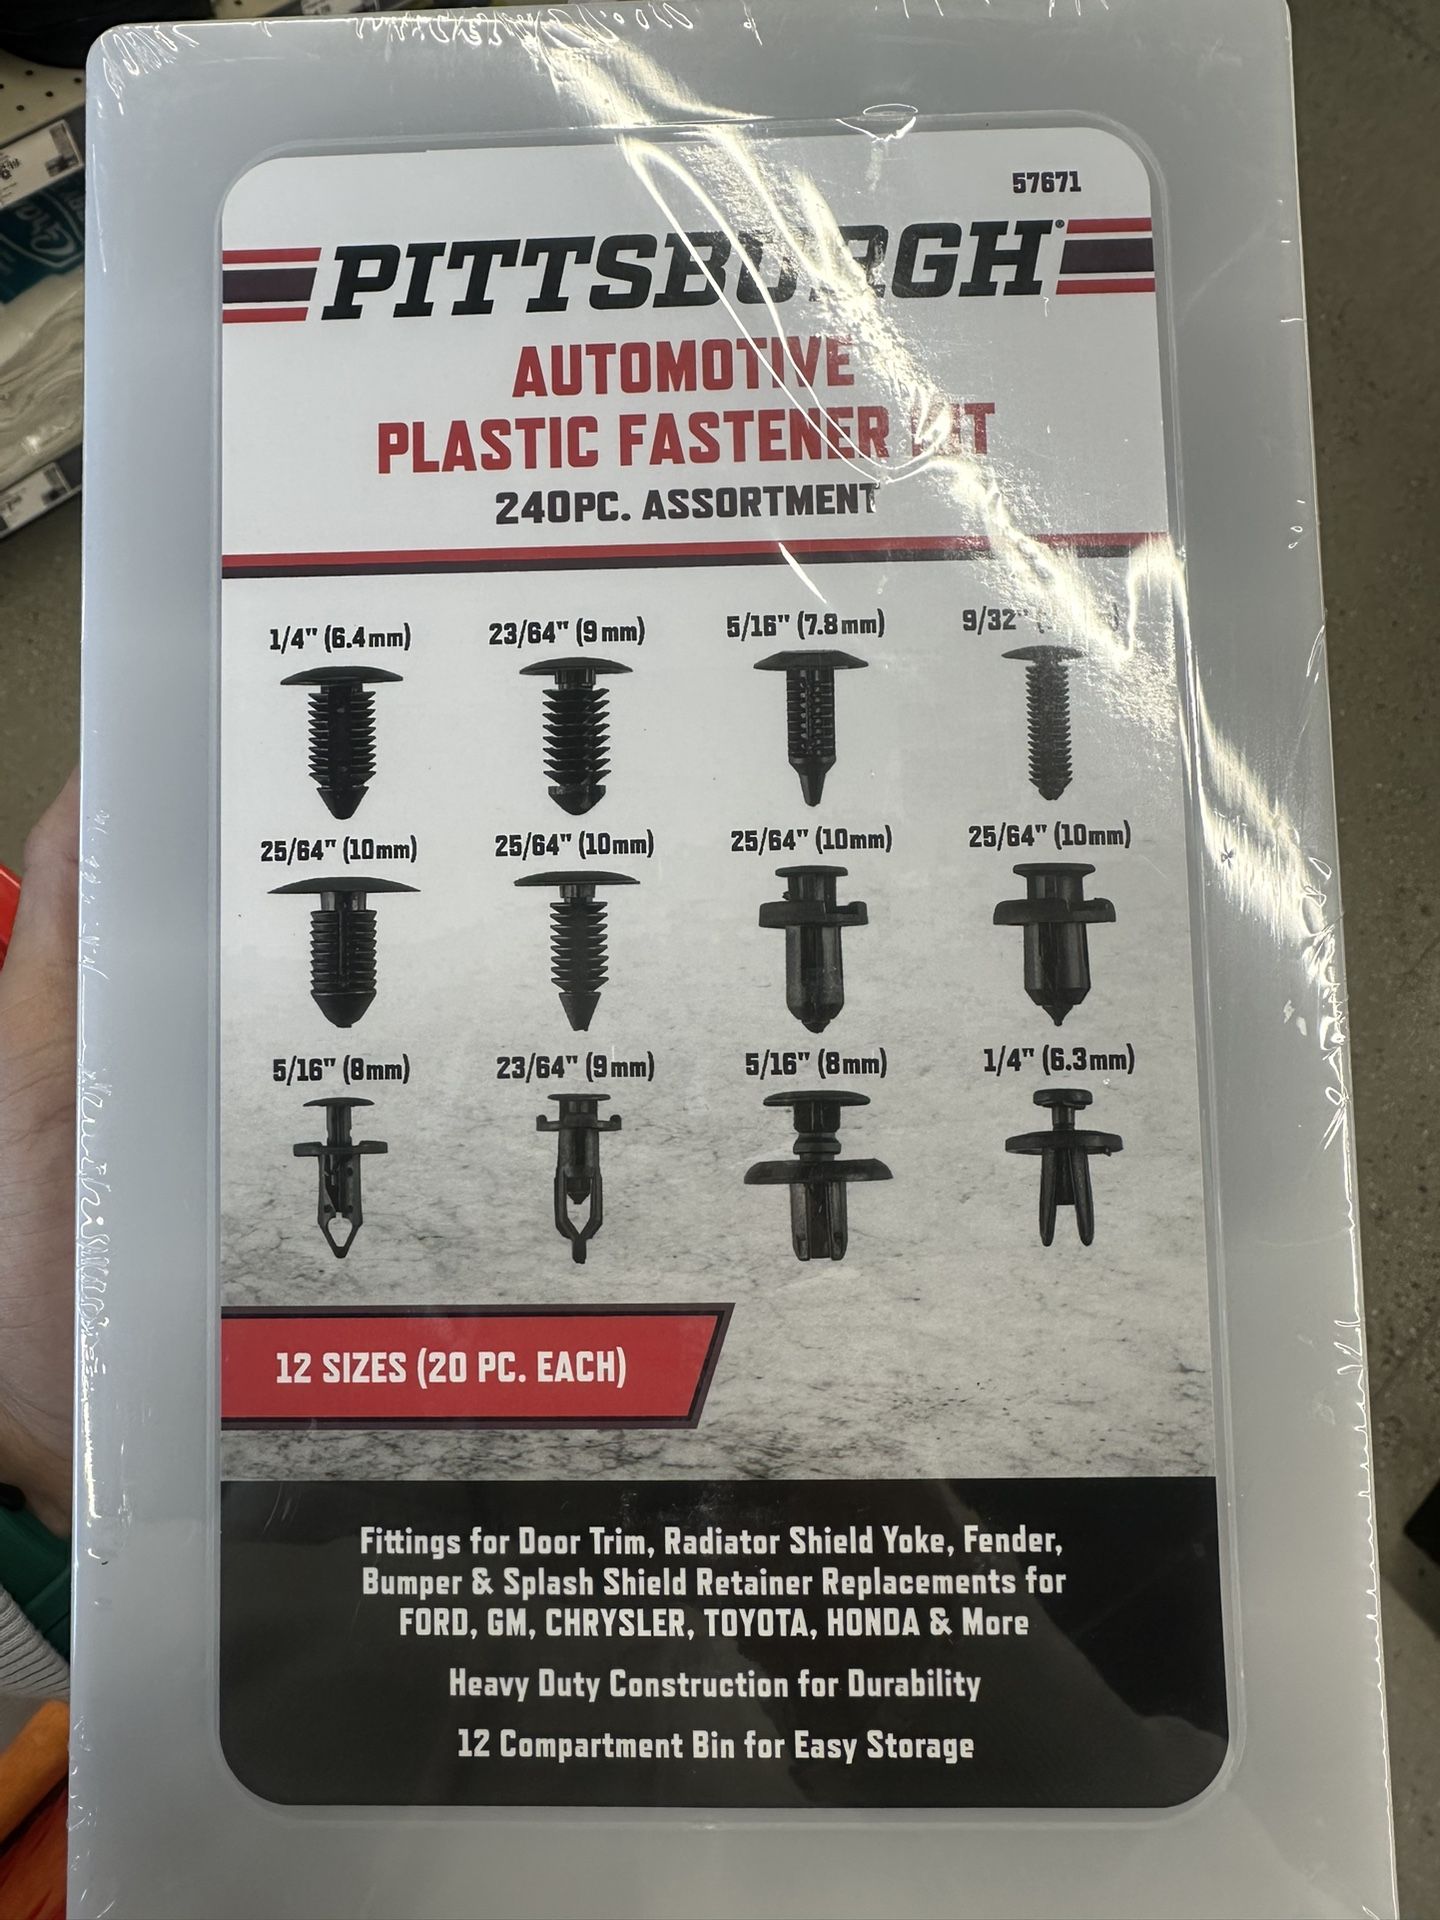 57671
PITTSBURGH®
AUTOMOTIVE
PLASTIC FASTENER KIT
240PC. ASSORTMENT
1/4" (6.4mm) 23/64" (9mm) 5/16" (7.8mm) 9/32"
25/64" (10mm) 25/64" (10mm) 25/64" (10mm) 25/64" (10mm)
5/16" (8mm) 23/64" (9mm) 5/16" (8mm) 1/4" (6.3mm)
12 SIZES (20 PC. EACH)
Fittings for Door Trim, Radiator Shield Yoke, Fender,
Bumper & Splash Shield Retainer Replacements for
FORD, GM, CHRYSLER, TOYOTA, HONDA & More
Heavy Duty Construction for Durability
12 Compartment Bin for Easy Storage